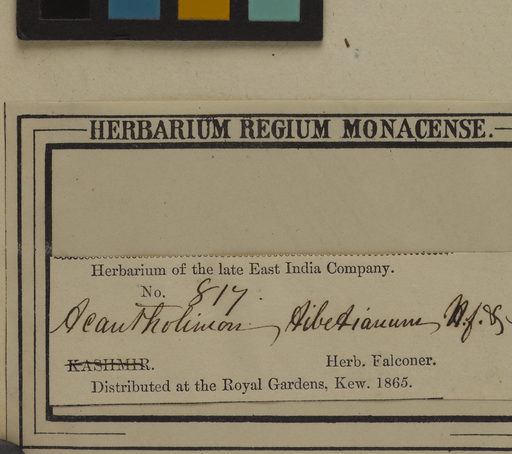 HERBARIUM REGIUM MONACENSE.
Herbarium of the late East India Company.
No. 817.
Acantholimon tibetianum H.f. &
KASHMIR. Herb. Falconer.
Distributed at the Royal Gardens, Kew. 1865.